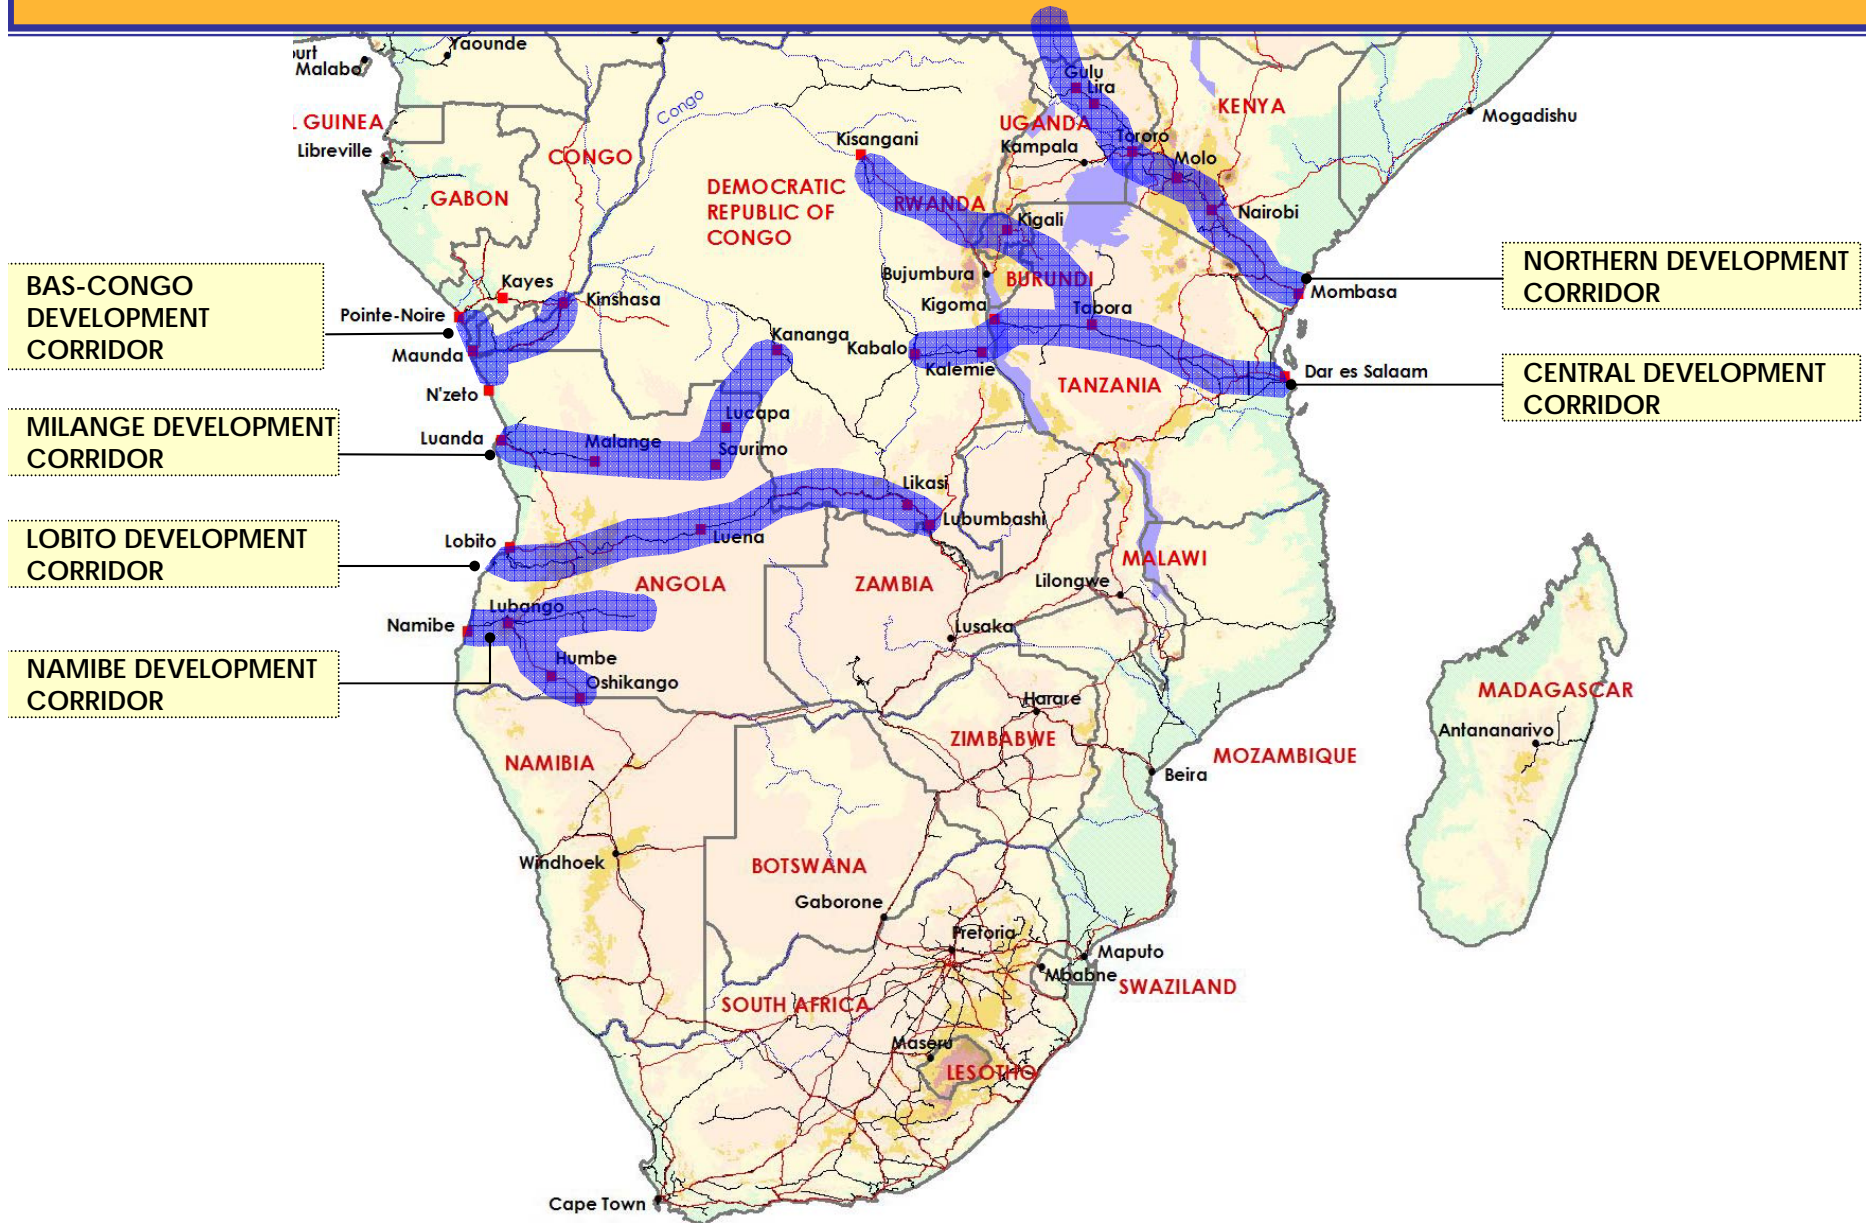 Yaounde
ourt
Malabo
L GUINEA
Libreville
GABON
CONGO
Congo
Kisangani
DEMOCRATIC
REPUBLIC OF
CONGO
Gulu
Lira
UGANDA
Kampala
Tororo
Molo
KENYA
Mogadishu
RWANDA
Kigali
Nairobi
Bujumbura
BURUNDI
Kigoma
Tabora
Mombasa
NORTHERN DEVELOPMENT
CORRIDOR
BAS-CONGO
DEVELOPMENT
CORRIDOR
Kayes
Kinshasa
Pointe-Noire
Maunda
N'zeto
Kananga
Kabalo
Kalemie
TANZANIA
Dar es Salaam
CENTRAL DEVELOPMENT
CORRIDOR
MILANGE DEVELOPMENT
CORRIDOR
Luanda
Malange
Lucapa
Saurimo
Likasi
Lubumbashi
LOBITO DEVELOPMENT
CORRIDOR
Lobito
Luena
ANGOLA
ZAMBIA
MALAWI
Lilongwe
Lusaka
Namibe
Lubango
Humbe
Oshikango
NAMIBE DEVELOPMENT
CORRIDOR
Harare
ZIMBABWE
NAMIBIA
MOZAMBIQUE
Beira
MADAGASCAR
Antananarivo
Windhoek
BOTSWANA
Gaborone
Pretoria
Maputo
Mbabne
SWAZILAND
SOUTH AFRICA
Maseru
LESOTHO
Cape Town